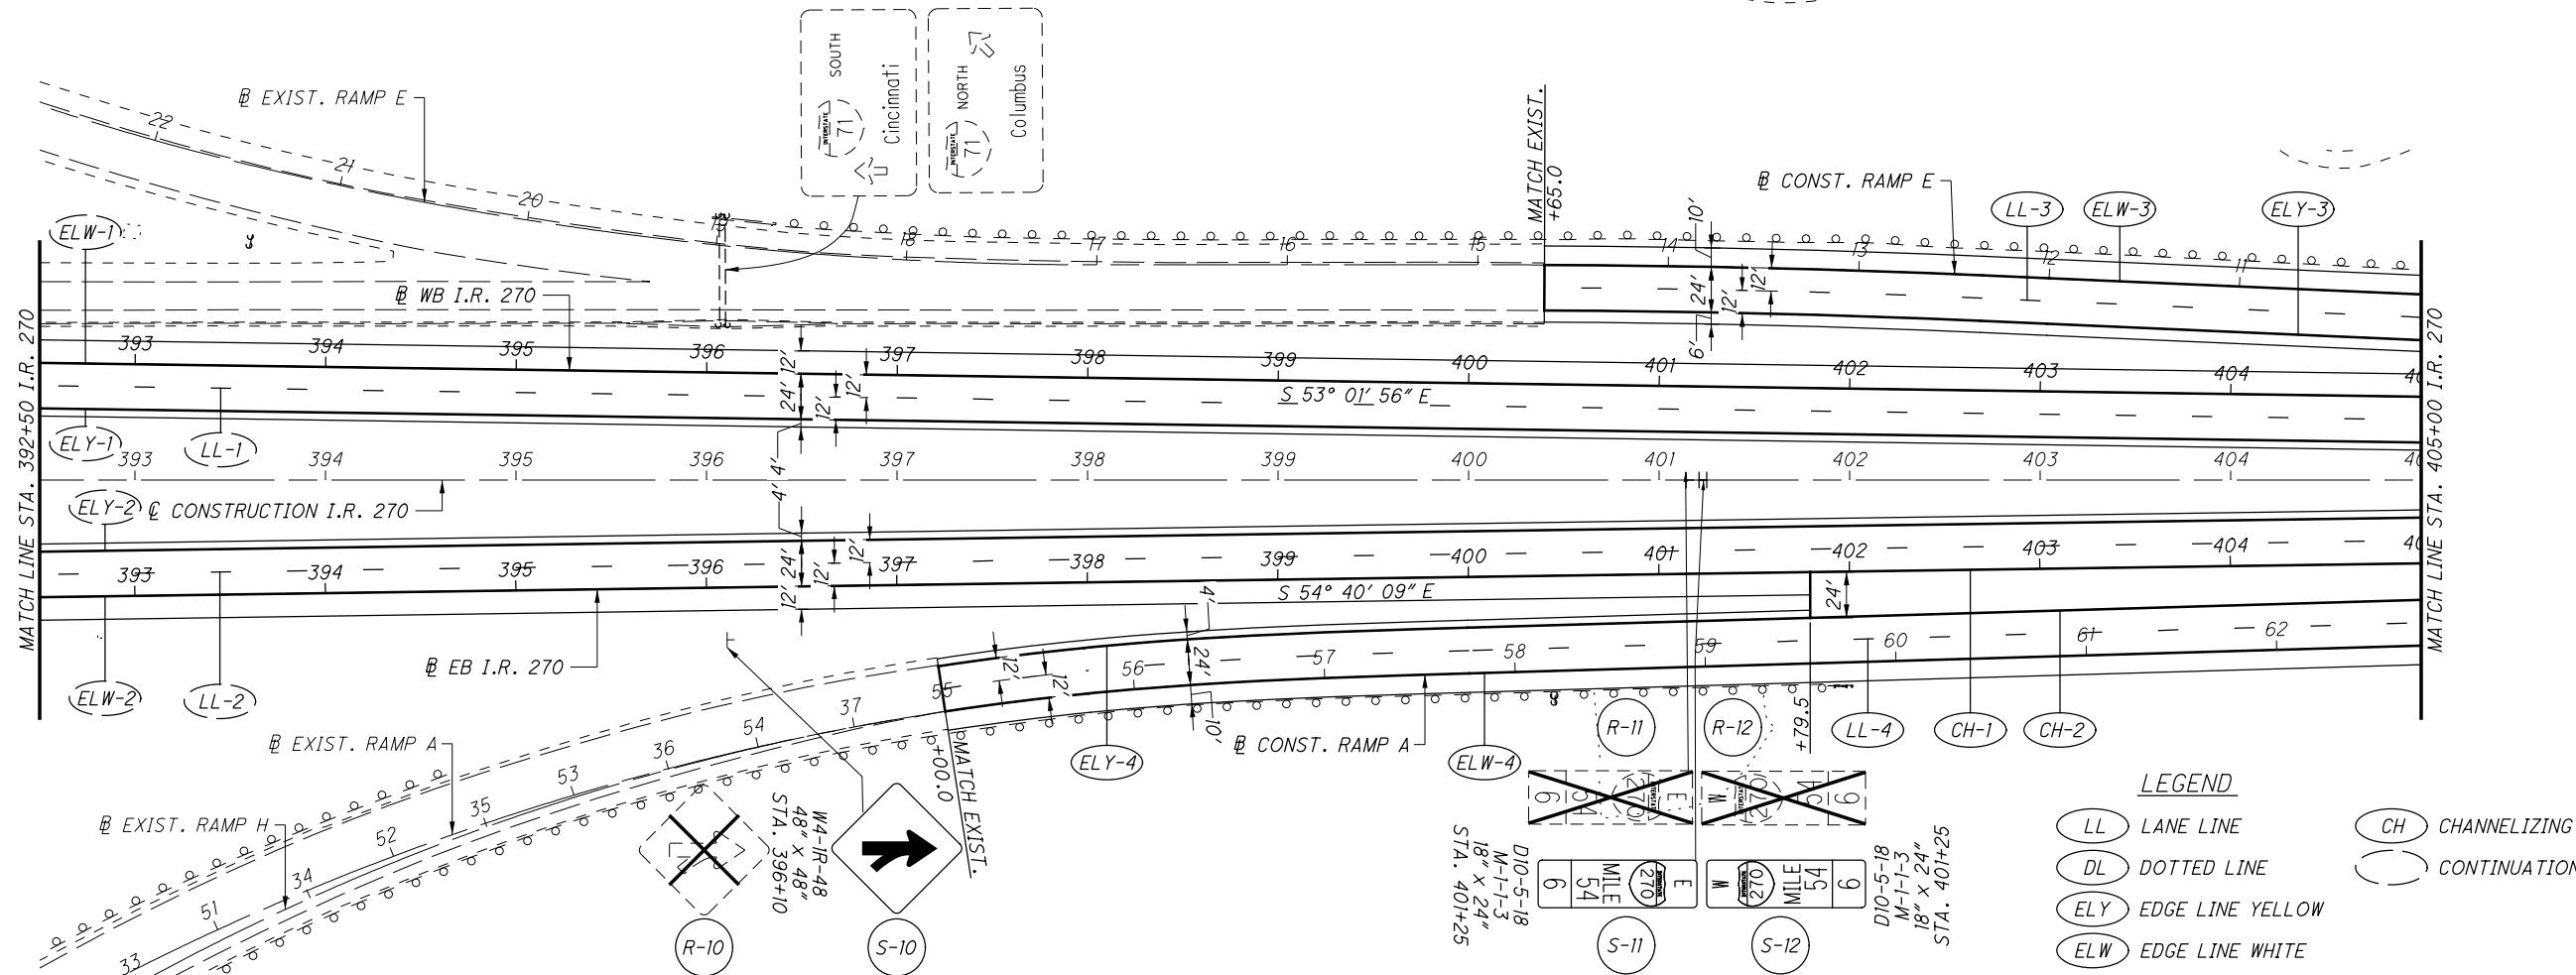 SOUTH
INTERSTATE
71
Cincinnati
NORTH
INTERSTATE
71
Columbus
℄ EXIST. RAMP E
MATCH EXIST.
+65.0
℄ CONST. RAMP E
LL-3
ELW-3
ELY-3
ELW-1
22
21
20
19
18
17
16
15
14
13
12
11
10'
24'
12'
12'
6'
℄ WB I.R. 270
MATCH LINE STA. 392+50 I.R. 270
MATCH LINE STA. 405+00 I.R. 270
393
394
395
396
397
398
399
400
401
402
403
404
40
12'
24'
12'
12'
S 53° 01' 56" E
ELY-1
LL-1
393
394
395
396
397
398
399
400
401
402
403
404
40
4'
4'
ELY-2
℄ CONSTRUCTION I.R. 270
393
394
395
396
397
398
399
400
401
402
403
404
40
24'
12'
12'
12'
S 54° 40' 09" E
4'
24'
ELW-2
LL-2
℄ EB I.R. 270
12'
12'
24'
10'
55
56
57
58
59
60
61
62
ELY-4
℄ CONST. RAMP A
ELW-4
R-11
R-12
+79.5
LL-4
CH-1
CH-2
℄ EXIST. RAMP A
℄ EXIST. RAMP H
33
51
34
52
35
53
36
54
37
MATCH EXIST.
+00.0
W4-1R-48
48" X 48"
STA. 396+10
R-10
S-10
E
270
54
6
W
270
54
6
D10-5-18
M-1-1-3
18" X 24"
STA. 401+25
E
270
MILE
54
6
W
270
MILE
54
6
D10-5-18
M-1-1-3
18" X 24"
STA. 401+25
S-11
S-12
LEGEND
LL LANE LINE
CH CHANNELIZING
DL DOTTED LINE
CONTINUATION
ELY EDGE LINE YELLOW
ELW EDGE LINE WHITE